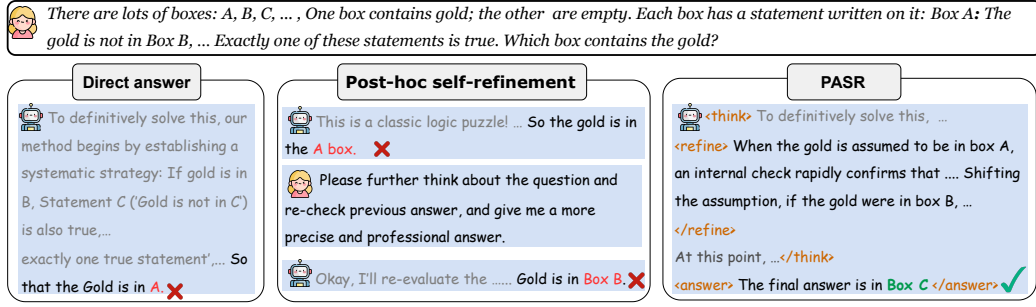 There are lots of boxes: A, B, C, ... , One box contains gold; the other are empty. Each box has a statement written on it: Box A: The
gold is not in Box B, ... Exactly one of these statements is true. Which box contains the gold?
Direct answer
To definitively solve this, our
method begins by establishing a
systematic strategy: If gold is in
B, Statement C ('Gold is not in C')
is also true,...
exactly one true statement',... So
that the Gold is in A.
Post-hoc self-refinement
This is a classic logic puzzle! ... So the gold is in
the A box.
Please further think about the question and
re-check previous answer, and give me a more
precise and professional answer.
Okay, I'll re-evaluate the ...... Gold is in Box B.
PASR
<think> To definitively solve this, ...
<refine> When the gold is assumed to be in box A,
an internal check rapidly confirms that .... Shifting
the assumption, if the gold were in box B, ...
</refine>
At this point, ...</think>
<answer> The final answer is in Box C </answer>